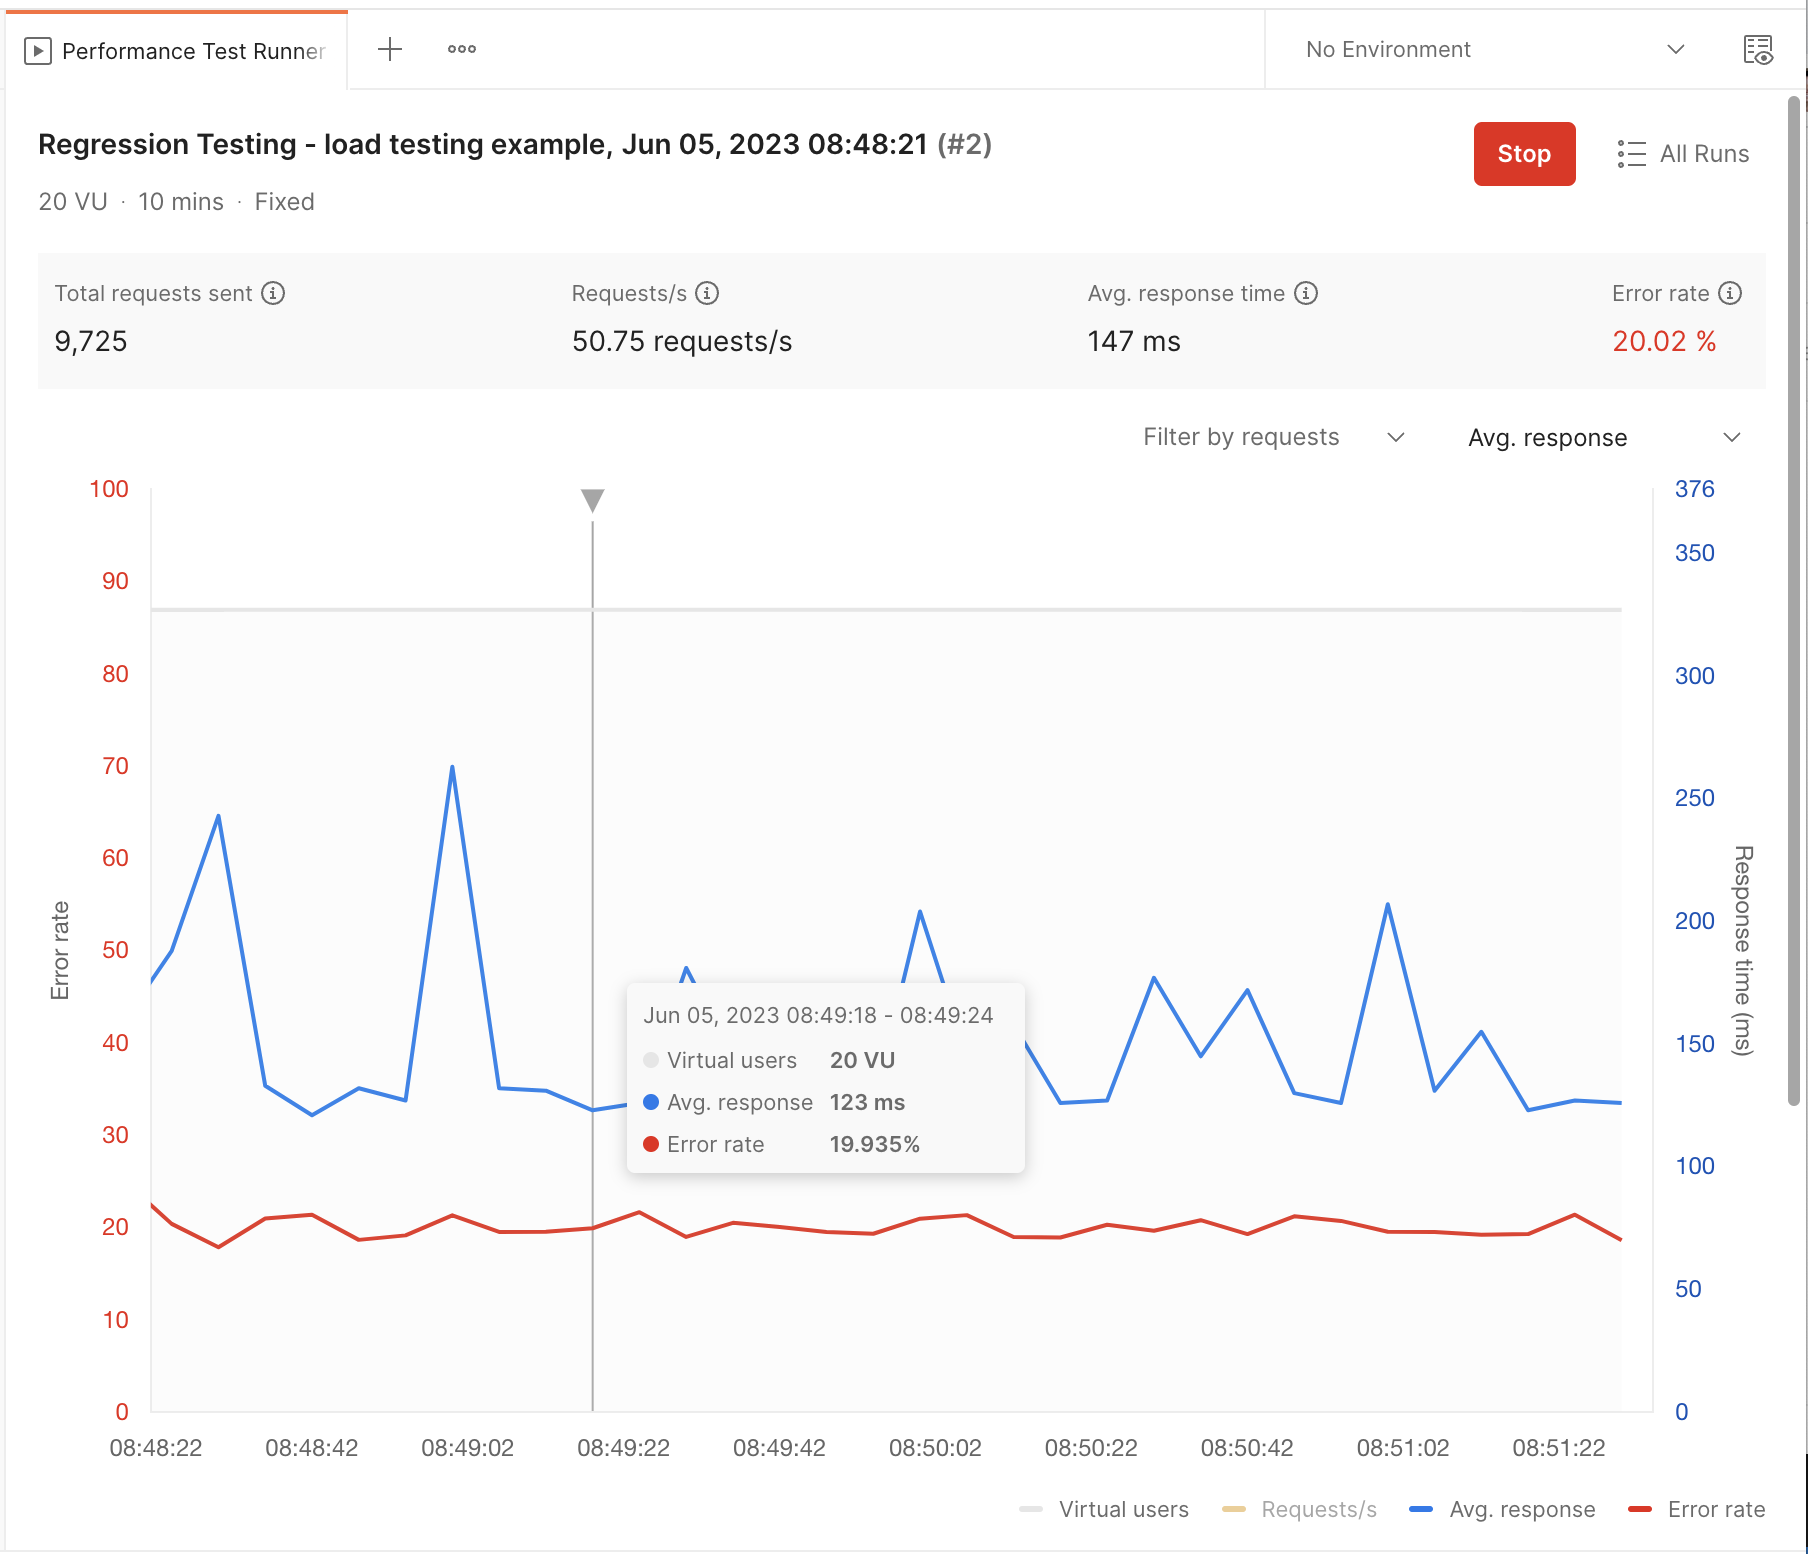 Performance Test Runner
No Environment
Regression Testing - load testing example, Jun 05, 2023 08:48:21 (#2)
Stop
All Runs
20 VU · 10 mins · Fixed
Total requests sent
Requests/s
Avg. response time
Error rate
9,725
50.75 requests/s
147 ms
20.02 %
Filter by requests
Avg. response
100
90
80
70
60
50
40
30
20
10
0
Error rate
376
350
300
250
200
150
100
50
0
Response time (ms)
Jun 05, 2023 08:49:18 - 08:49:24
Virtual users 20 VU
Avg. response 123 ms
Error rate 19.935%
08:48:22 08:48:42 08:49:02 08:49:22 08:49:42 08:50:02 08:50:22 08:50:42 08:51:02 08:51:22
Virtual users Requests/s Avg. response Error rate